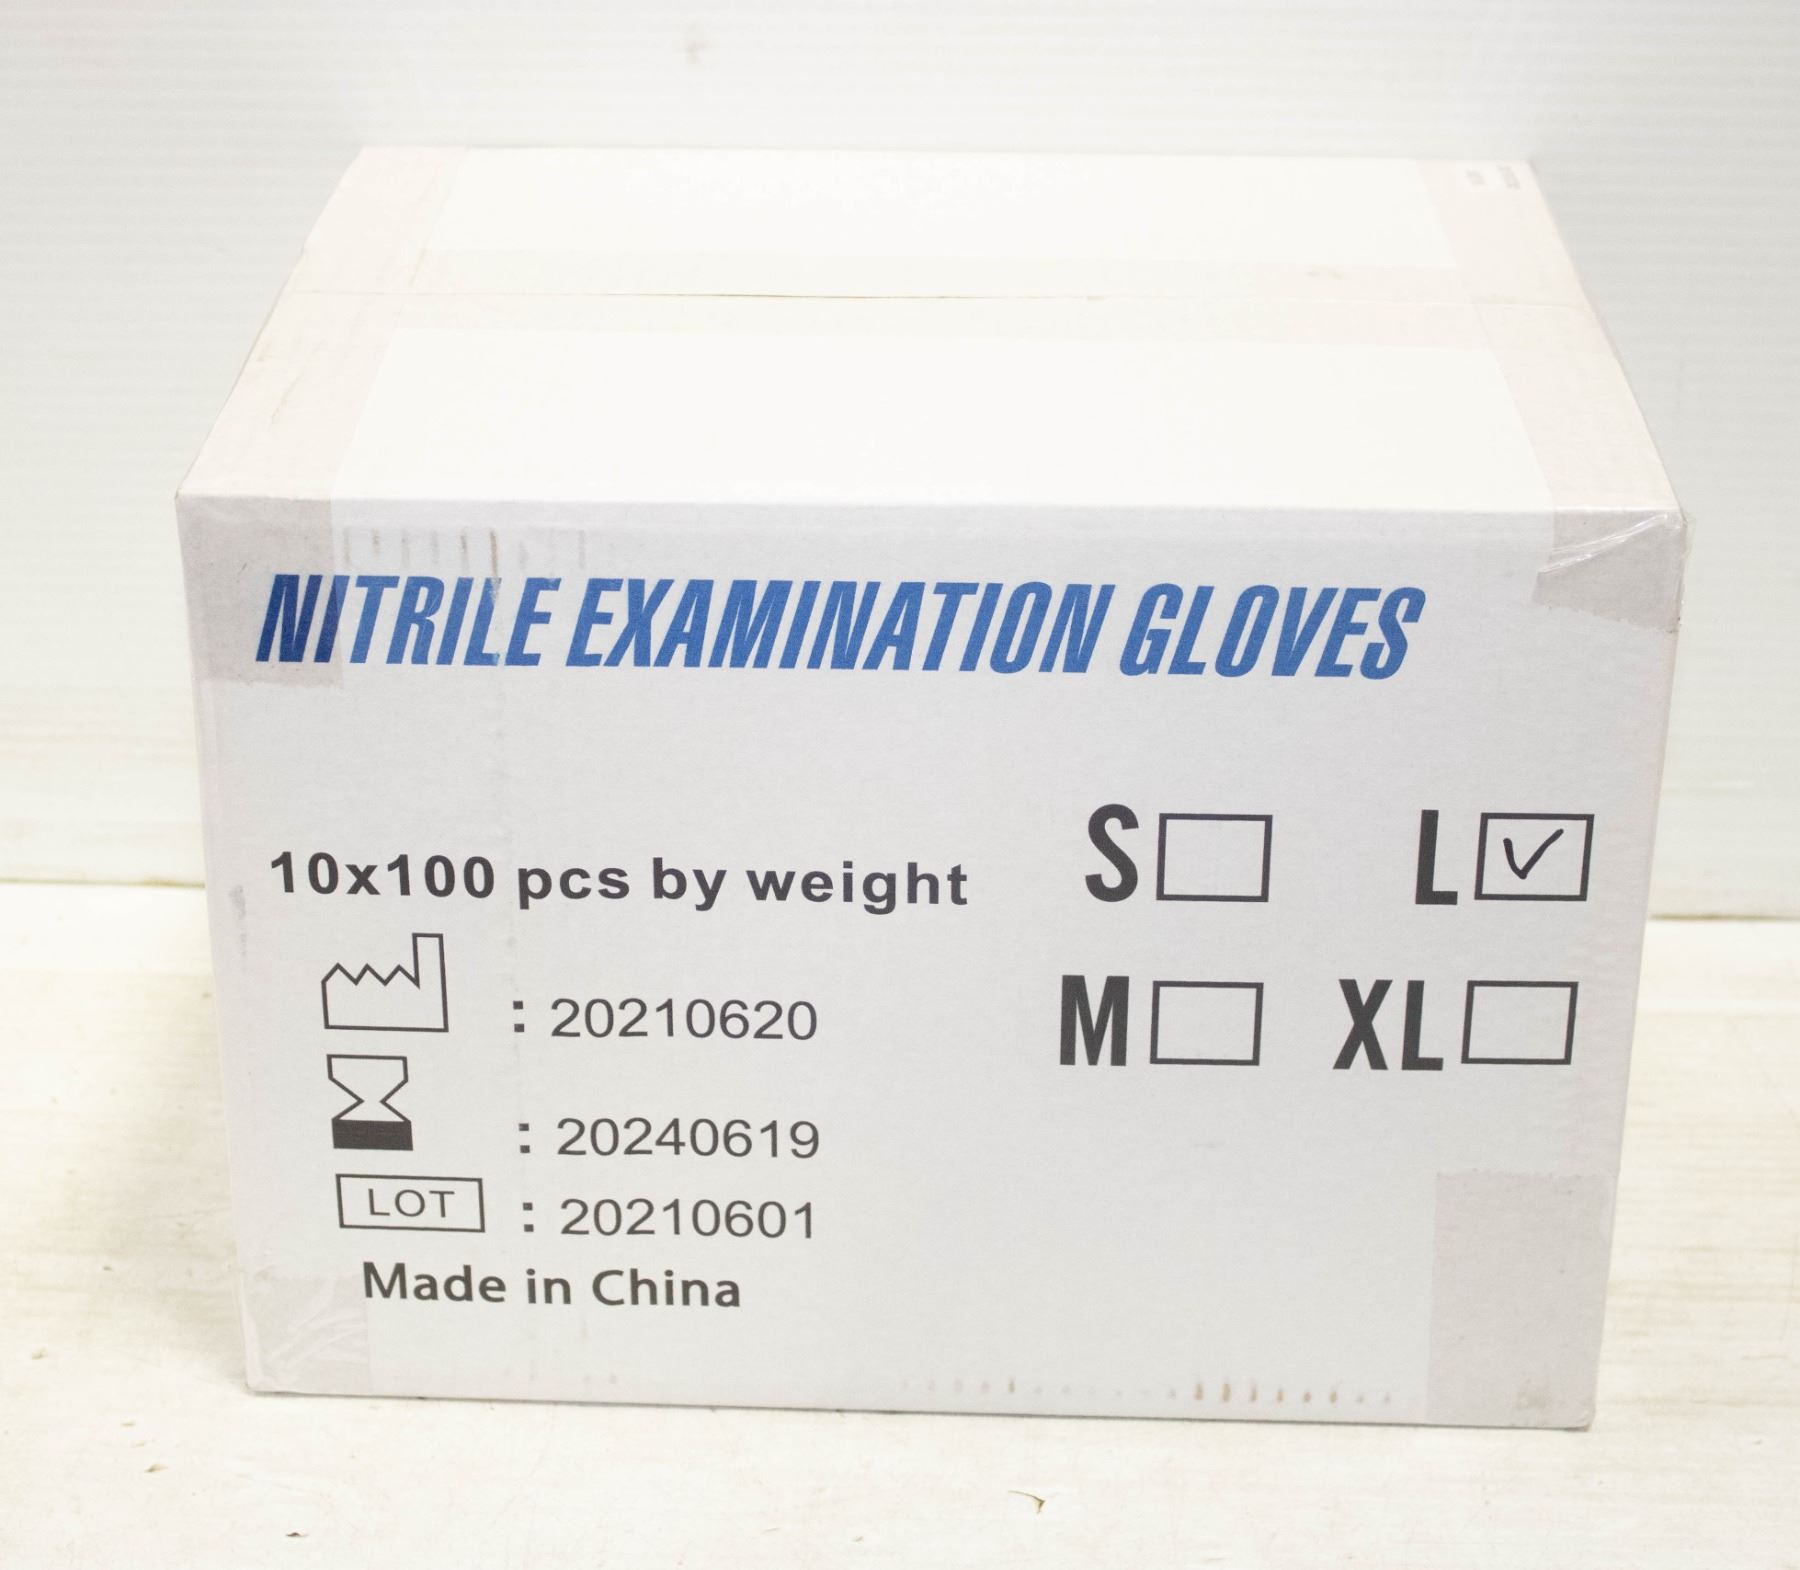 NITRILE EXAMINATION GLOVES
10x100 pcs by weight
S L
M XL
: 20210620
: 20240619
LOT : 20210601
Made in China